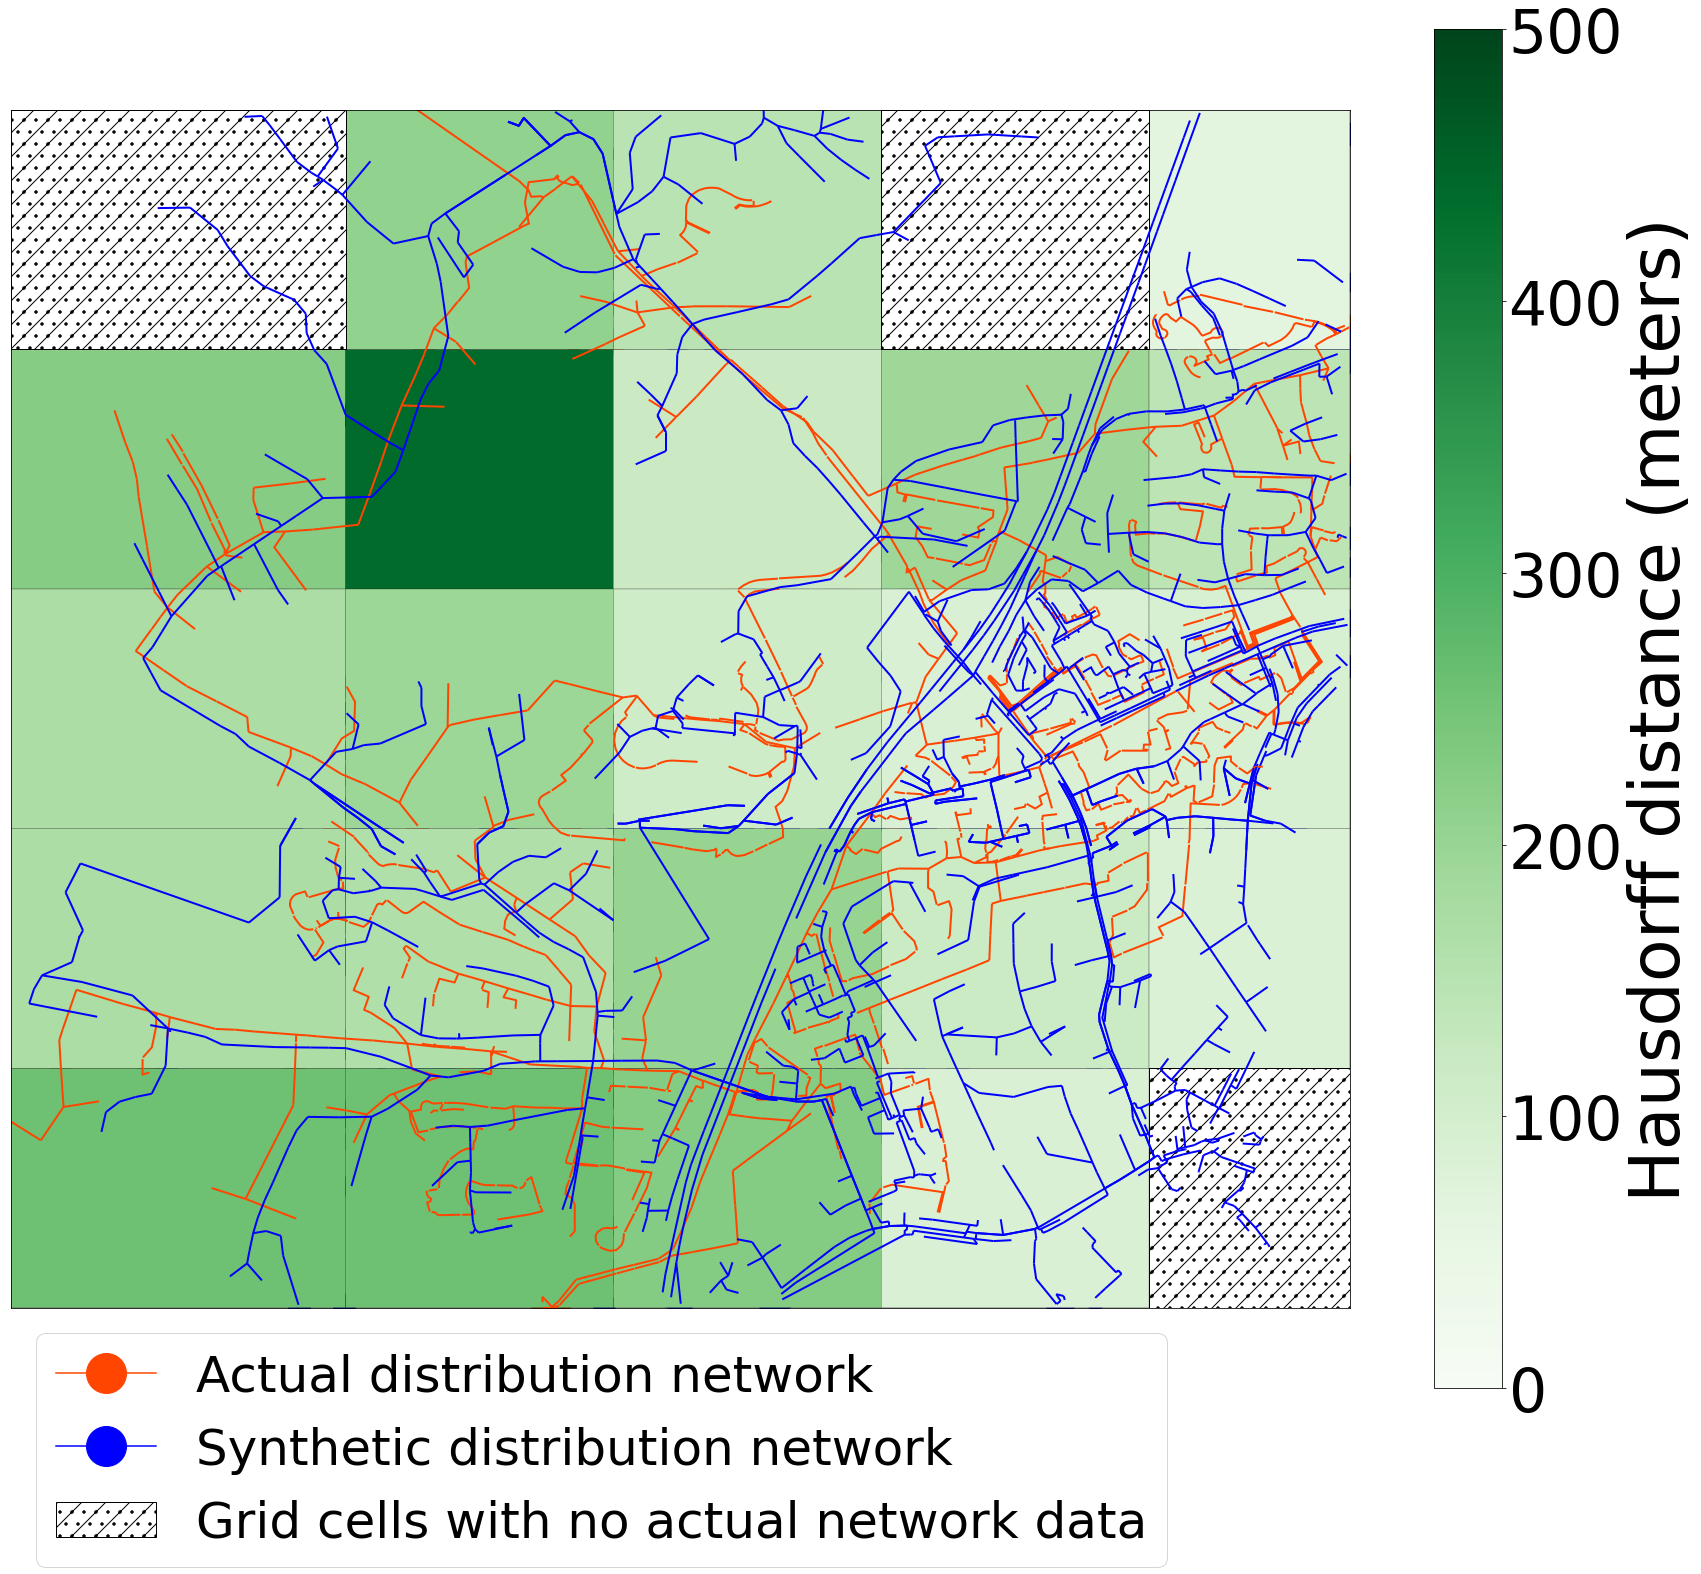 500
400
300
200
100
0
Hausdorff distance (meters)
Actual distribution network
Synthetic distribution network
Grid cells with no actual network data